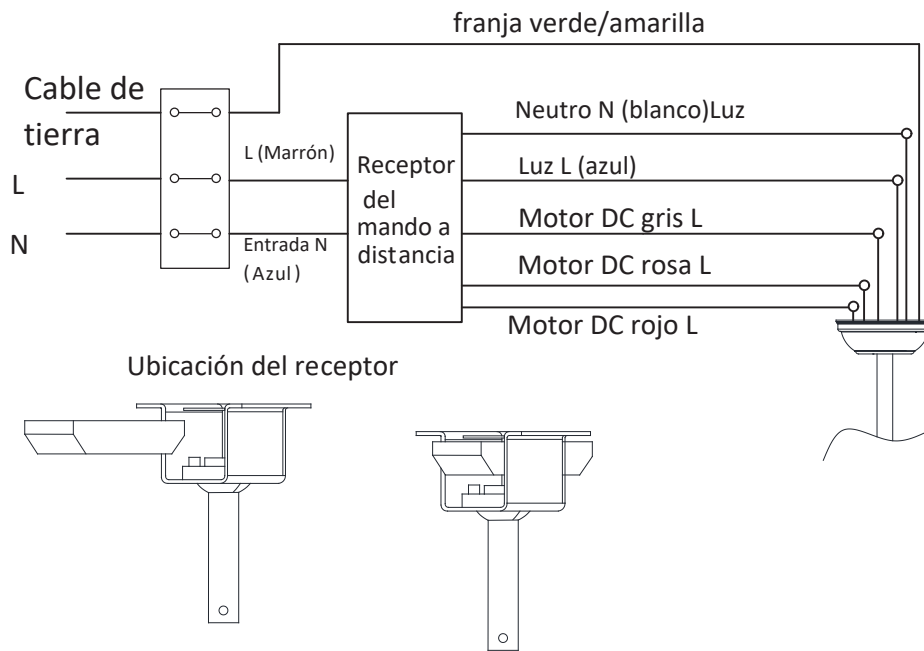 franja verde/amarilla
Cable de
tierra
L
N
L (Marrón)
Entrada N
(Azul)
Receptor
del
mando a
distancia
Neutro N (blanco)Luz
Luz L (azul)
Motor DC gris L
Motor DC rosa L
Motor DC rojo L
Ubicación del receptor